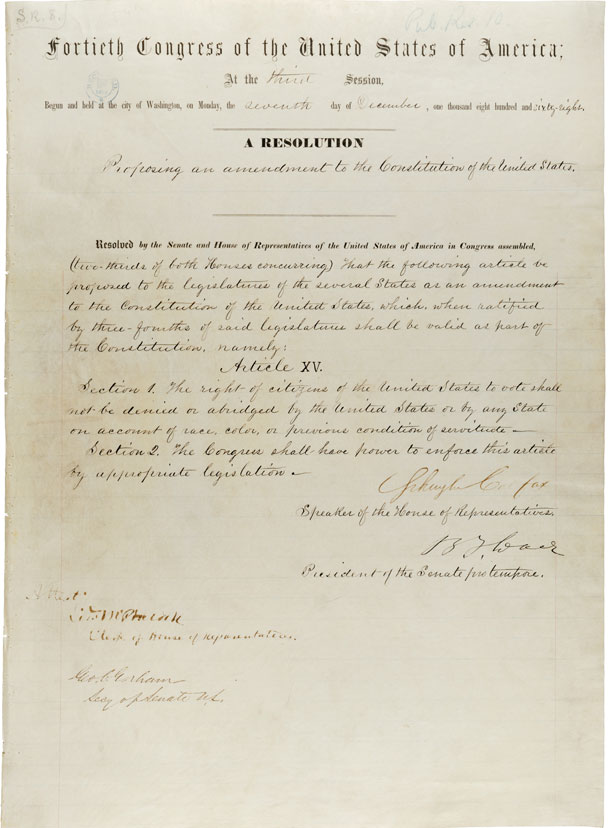 S.R. 8.
Pub. Res. 10.
Fortieth Congress of the United States of America;
At the third Session,
Begun and held at the city of Washington, on Monday, the seventh day of December, one thousand eight hundred and sixty-eight.
A RESOLUTION
Proposing an amendment to the Constitution of the United States.
Resolved by the Senate and House of Representatives of the United States of America in Congress assembled,
(two-thirds of both Houses concurring) That the following article be
proposed to the legislatures of the several States as an amendment
to the Constitution of the United States, which, when ratified
by three-fourths of said legislatures shall be valid as part of
the Constitution, namely:
Article XV.
Section 1. The right of citizens of the United States to vote shall
not be denied or abridged by the United States or by any State
on account of race, color, or previous condition of servitude—
Section 2. The Congress shall have power to enforce this article
by appropriate legislation—
Schuyler Colfax
Speaker of the House of Representatives.
B F Wade
President of the Senate pro tempore.
Attest:
Edwd McPherson
Clerk of House of Representatives.
Geo. C. Gorham
Secy of Senate U.S.